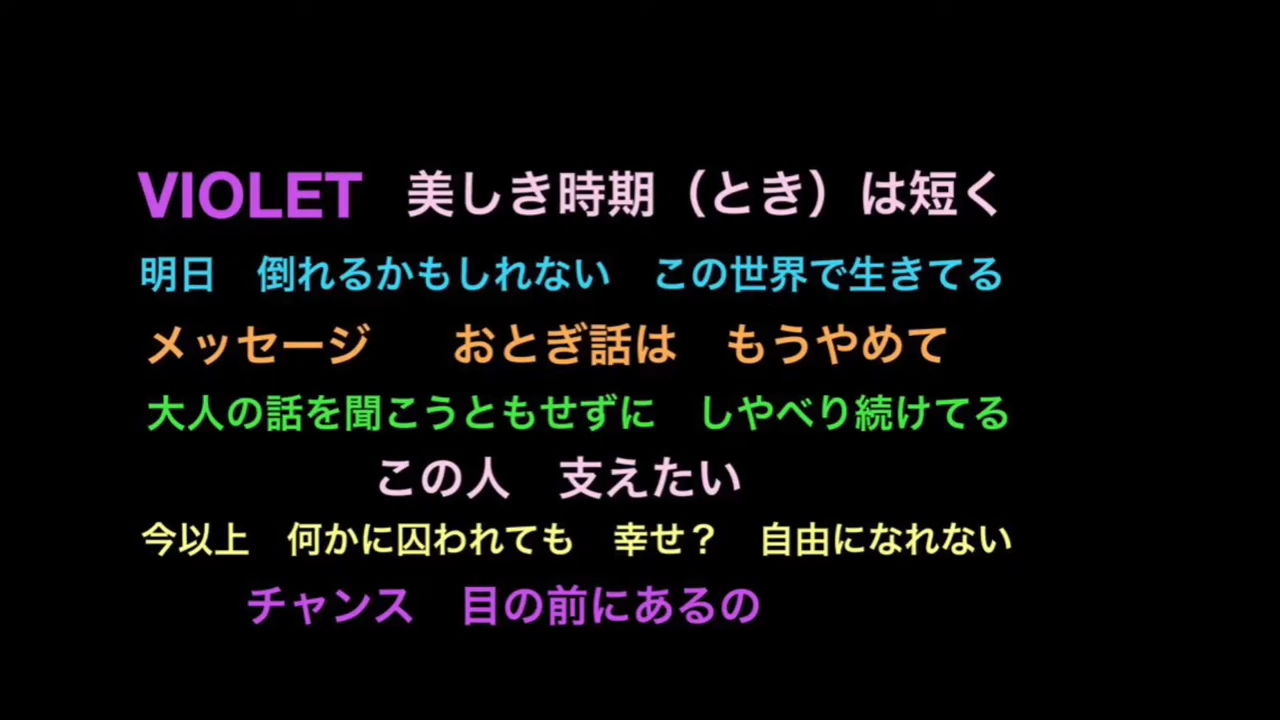 VIOLET　美しき時期（とき）は短く
明日　倒れるかもしれない　この世界で生きてる
メッセージ　おとぎ話は　もうやめて
大人の話を聞こうともせずに　しやべり続けてる
この人　支えたい
今以上　何かに囚われても　幸せ？　自由になれない
チャンス　目の前にあるの